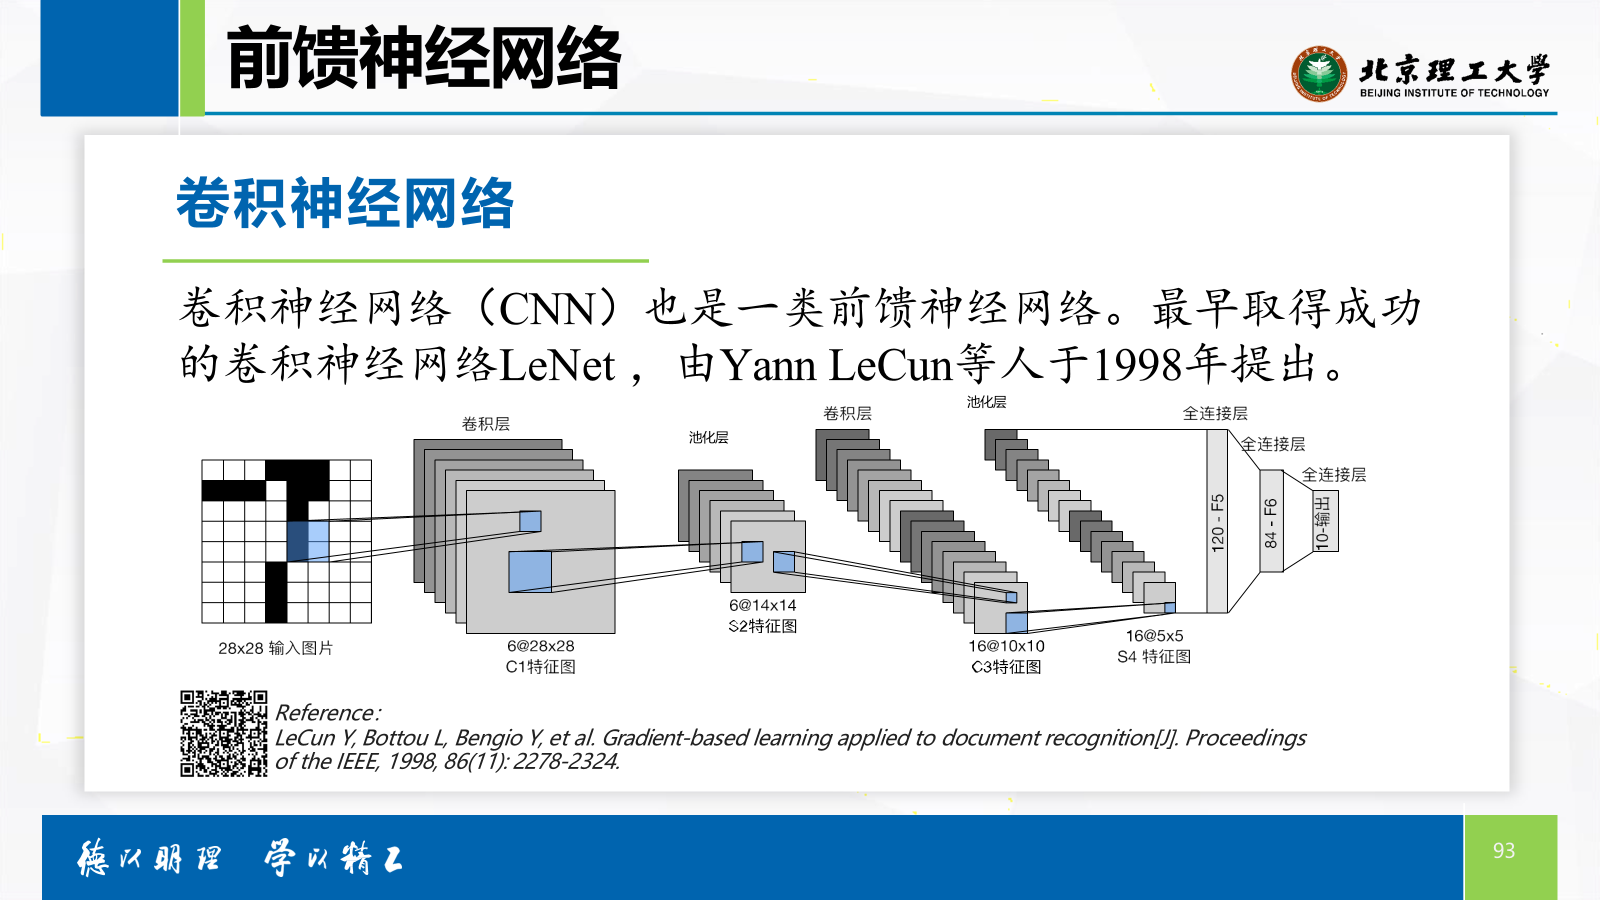 前馈神经网络
北京理工大学
BEIJING INSTITUTE OF TECHNOLOGY
卷积神经网络
卷积神经网络（CNN）也是一类前馈神经网络。最早取得成功
的卷积神经网络LeNet ，由Yann LeCun等人于1998年提出。
卷积层
池化层
卷积层
池化层
全连接层
全连接层
全连接层
120 - F5
84 - F6
10-输出
28x28 输入图片
6@28x28
C1特征图
6@14x14
S2特征图
16@10x10
C3特征图
16@5x5
S4 特征图
Reference：
LeCun Y, Bottou L, Bengio Y, et al. Gradient-based learning applied to document recognition[J]. Proceedings
of the IEEE, 1998, 86(11): 2278-2324.
德以明理 学以精工
93